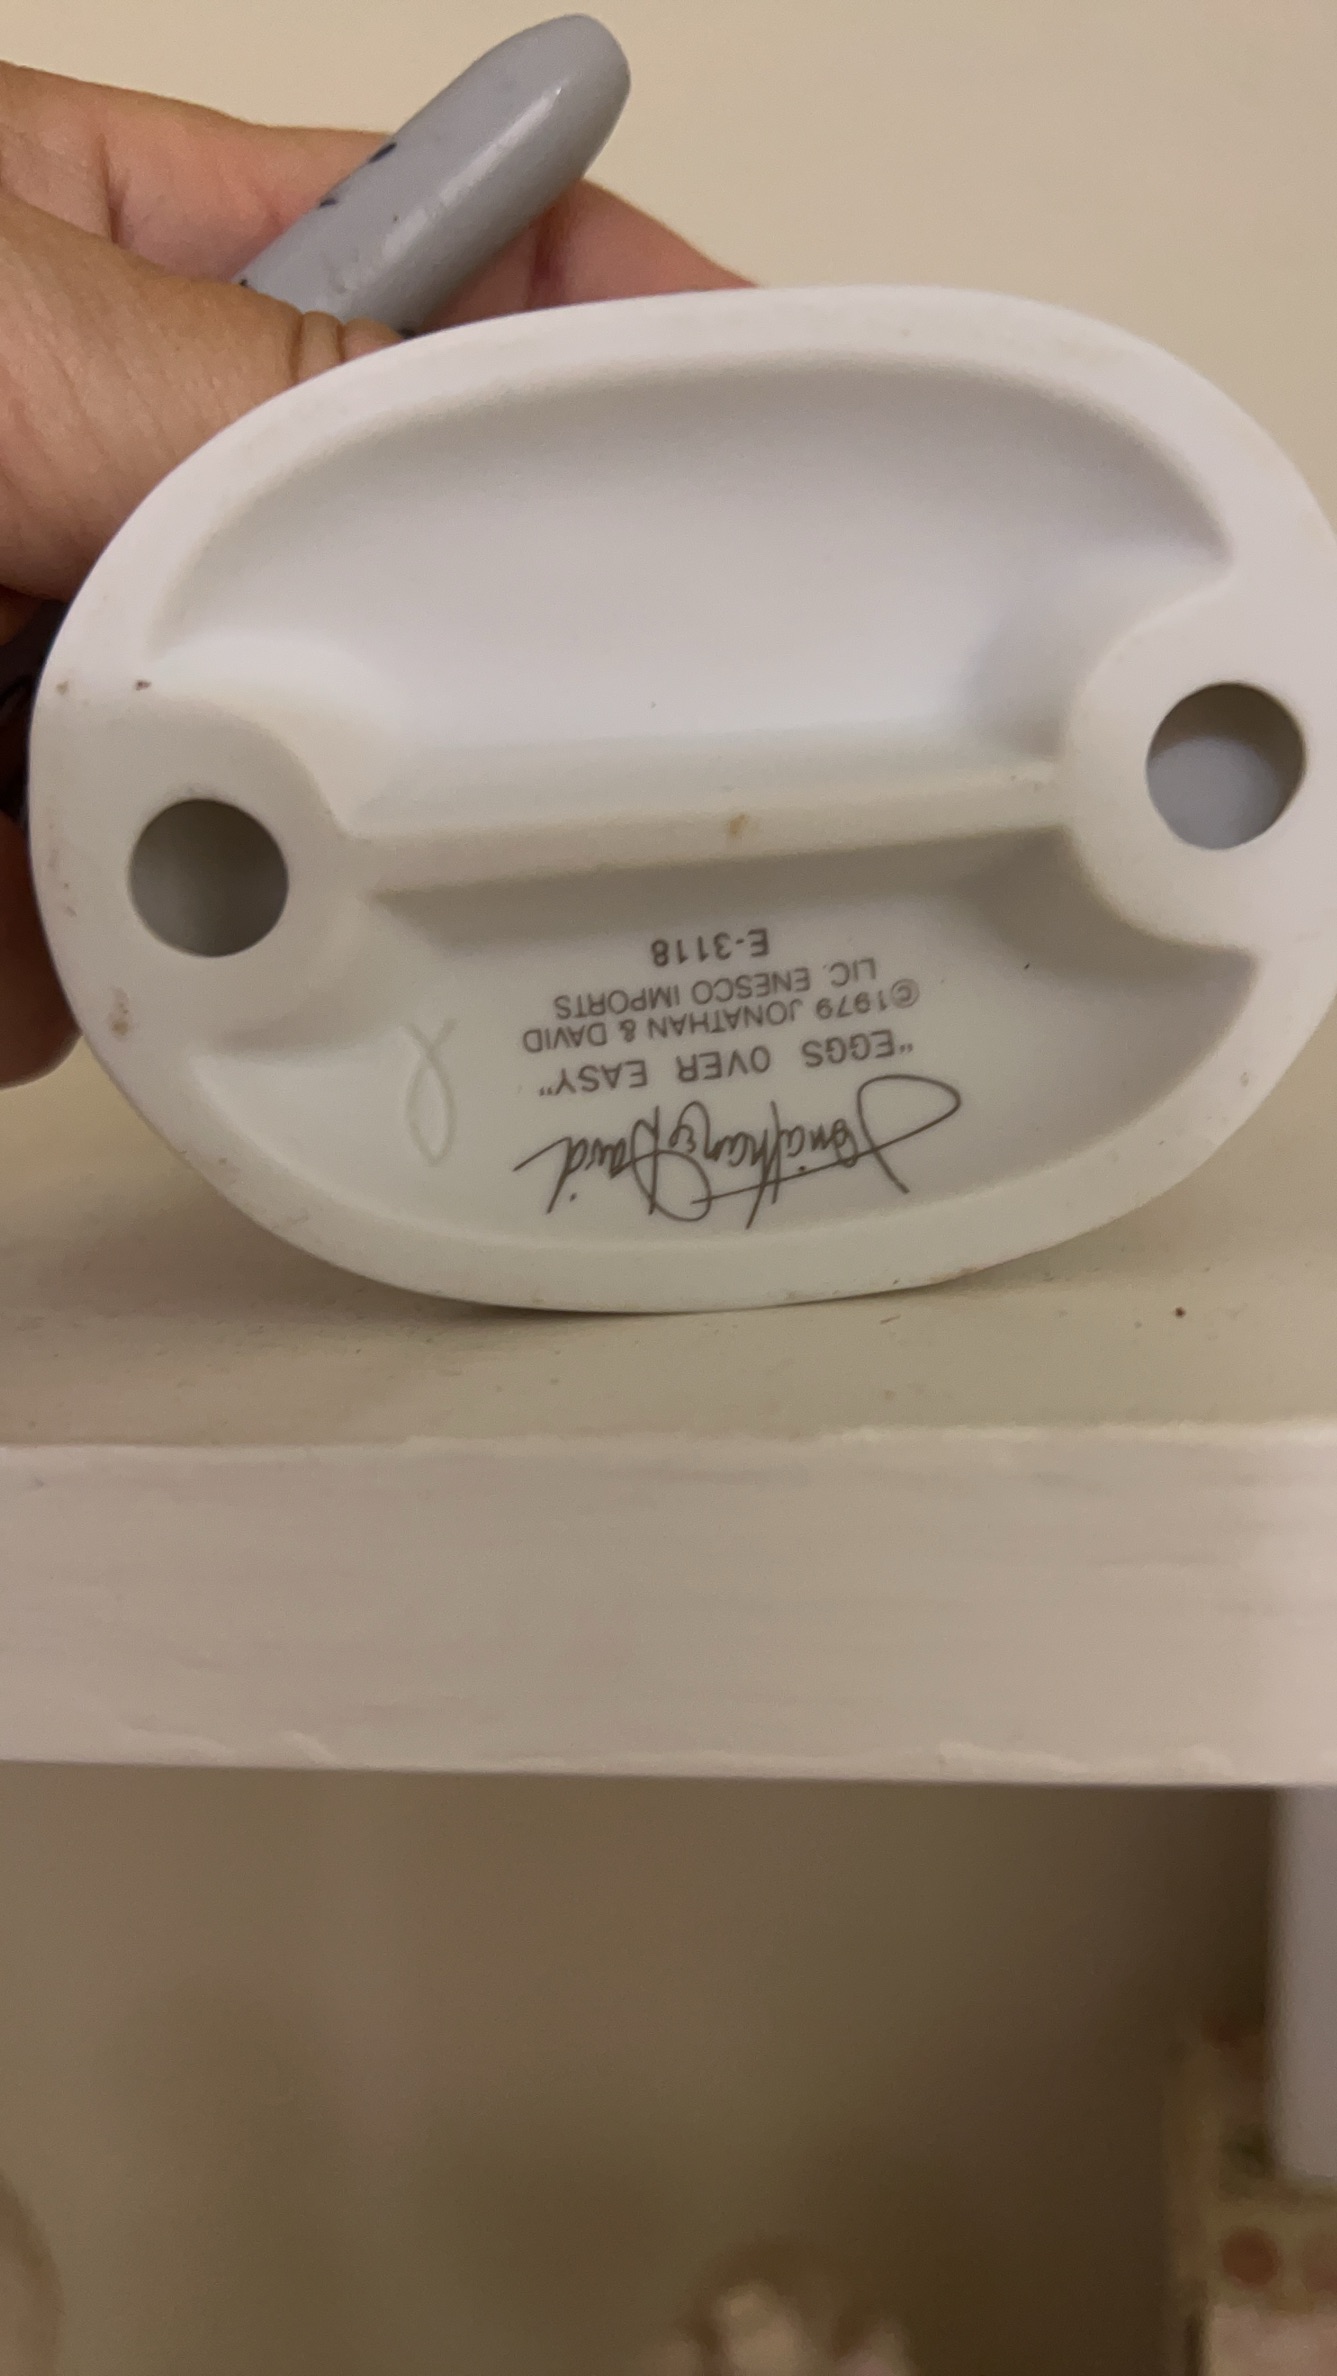 Jonathan & David
"EGGS OVER EASY"
©1979 JONATHAN & DAVID
LIC. ENESCO IMPORTS
E-3118